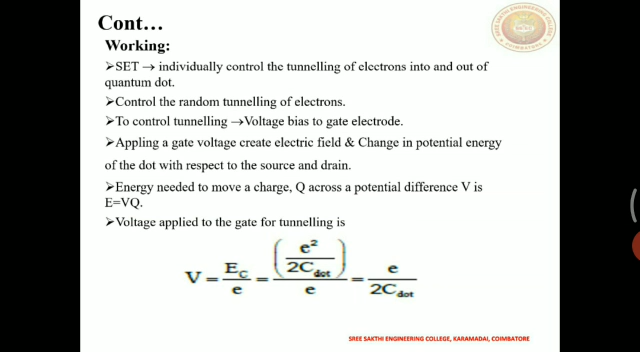 Cont…
Working:
➢SET → individually control the tunnelling of electrons into and out of
quantum dot.
➢Control the random tunnelling of electrons.
➢To control tunnelling →Voltage bias to gate electrode.
➢Appling a gate voltage create electric field & Change in potential energy
of the dot with respect to the source and drain.
➢Energy needed to move a charge, Q across a potential difference V is
E=VQ.
➢Voltage applied to the gate for tunnelling is
V = E_C/e = (e²/2C_dot)/e = e/2C_dot
SREE SAKTHI ENGINEERING COLLEGE, KARAMADAI, COIMBATORE